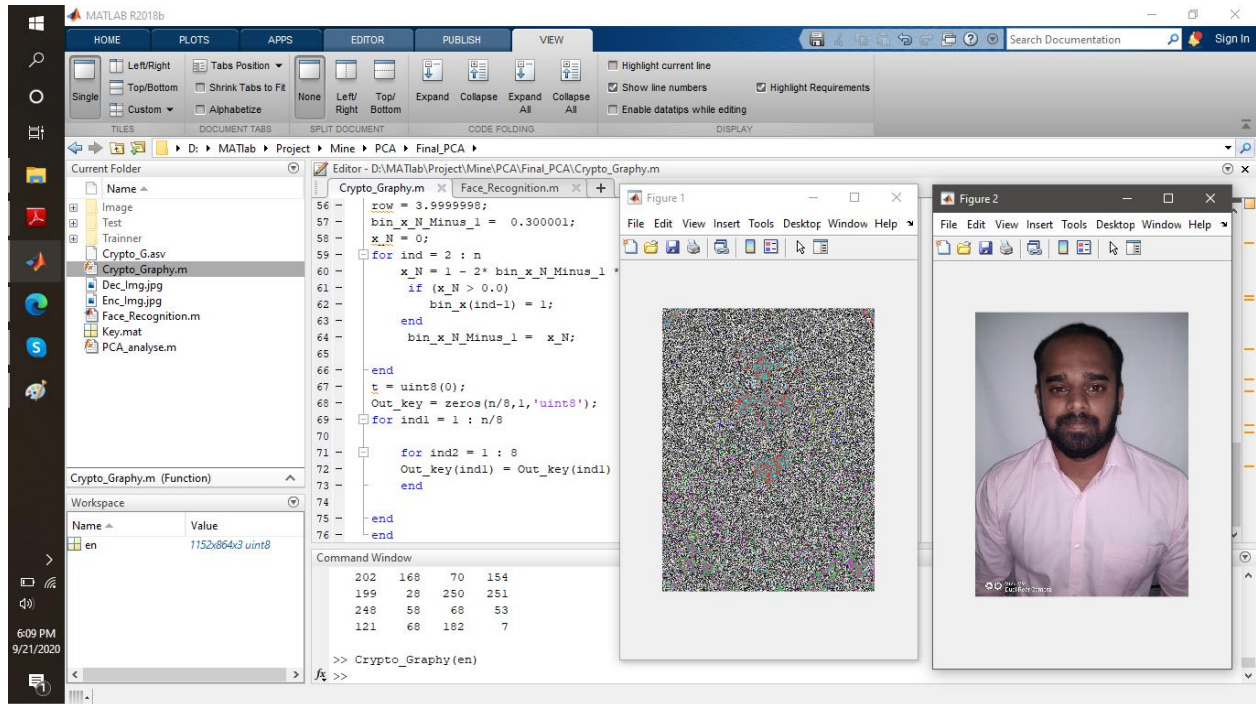 MATLAB R2018b
HOME PLOTS APPS EDITOR PUBLISH VIEW
Search Documentation
Sign In
Single
Left/Right
Top/Bottom
Custom
TILES
Tabs Position
Shrink Tabs to Fit
Alphabetize
DOCUMENT TABS
None
Left/ Right
Top/ Bottom
SPLIT DOCUMENT
Expand Collapse Expand All Collapse All
CODE FOLDING
Highlight current line
Show line numbers
Enable datatips while editing
Highlight Requirements
DISPLAY
D: MATlab Project Mine PCA Final_PCA
Current Folder
Name
Image
Test
Trainner
Crypto_G.asv
Crypto_Graphy.m
Dec_Img.jpg
Enc_Img.jpg
Face_Recognition.m
Key.mat
PCA_analyse.m
Crypto_Graphy.m (Function)
Workspace
Name Value
en 1152x864x3 uint8
Editor - D:\MATlab\Project\Mine\PCA\Final_PCA\Crypto_Graphy.m
Crypto_Graphy.m Face_Recognition.m
56 - row = 3.9999998;
57 - bin_x_N_Minus_1 = 0.300001;
58 - x_N = 0;
59 - for ind = 2 : n
60 - x_N = 1 - 2* bin_x_N_Minus_1 *
61 - if (x_N > 0.0)
62 - bin_x(ind-1) = 1;
63 - end
64 - bin_x_N_Minus_1 = x_N;
65
66 - end
67 - t = uint8(0);
68 - Out_key = zeros(n/8,1,'uint8');
69 - for ind1 = 1 : n/8
70
71 - for ind2 = 1 : 8
72 - Out_key(ind1) = Out_key(ind1)
73 - end
74
75 - end
76 - end
Command Window
202 168 70 154
199 28 250 251
248 58 68 53
121 68 182 7
>> Crypto_Graphy(en)
fx >>
Figure 1
File Edit View Insert Tools Desktop Window Help
Figure 2
File Edit View Insert Tools Desktop Window Help
6:09 PM
9/21/2020